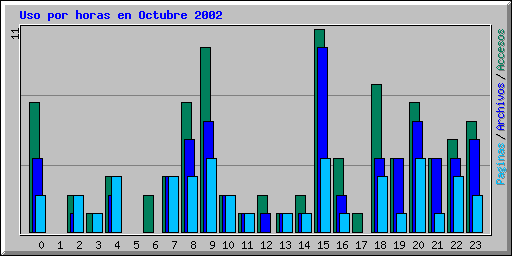 Uso por horas en Octubre 2002
11
Paginas / Archivos / Accesos
0 1 2 3 4 5 6 7 8 9 10 11 12 13 14 15 16 17 18 19 20 21 22 23